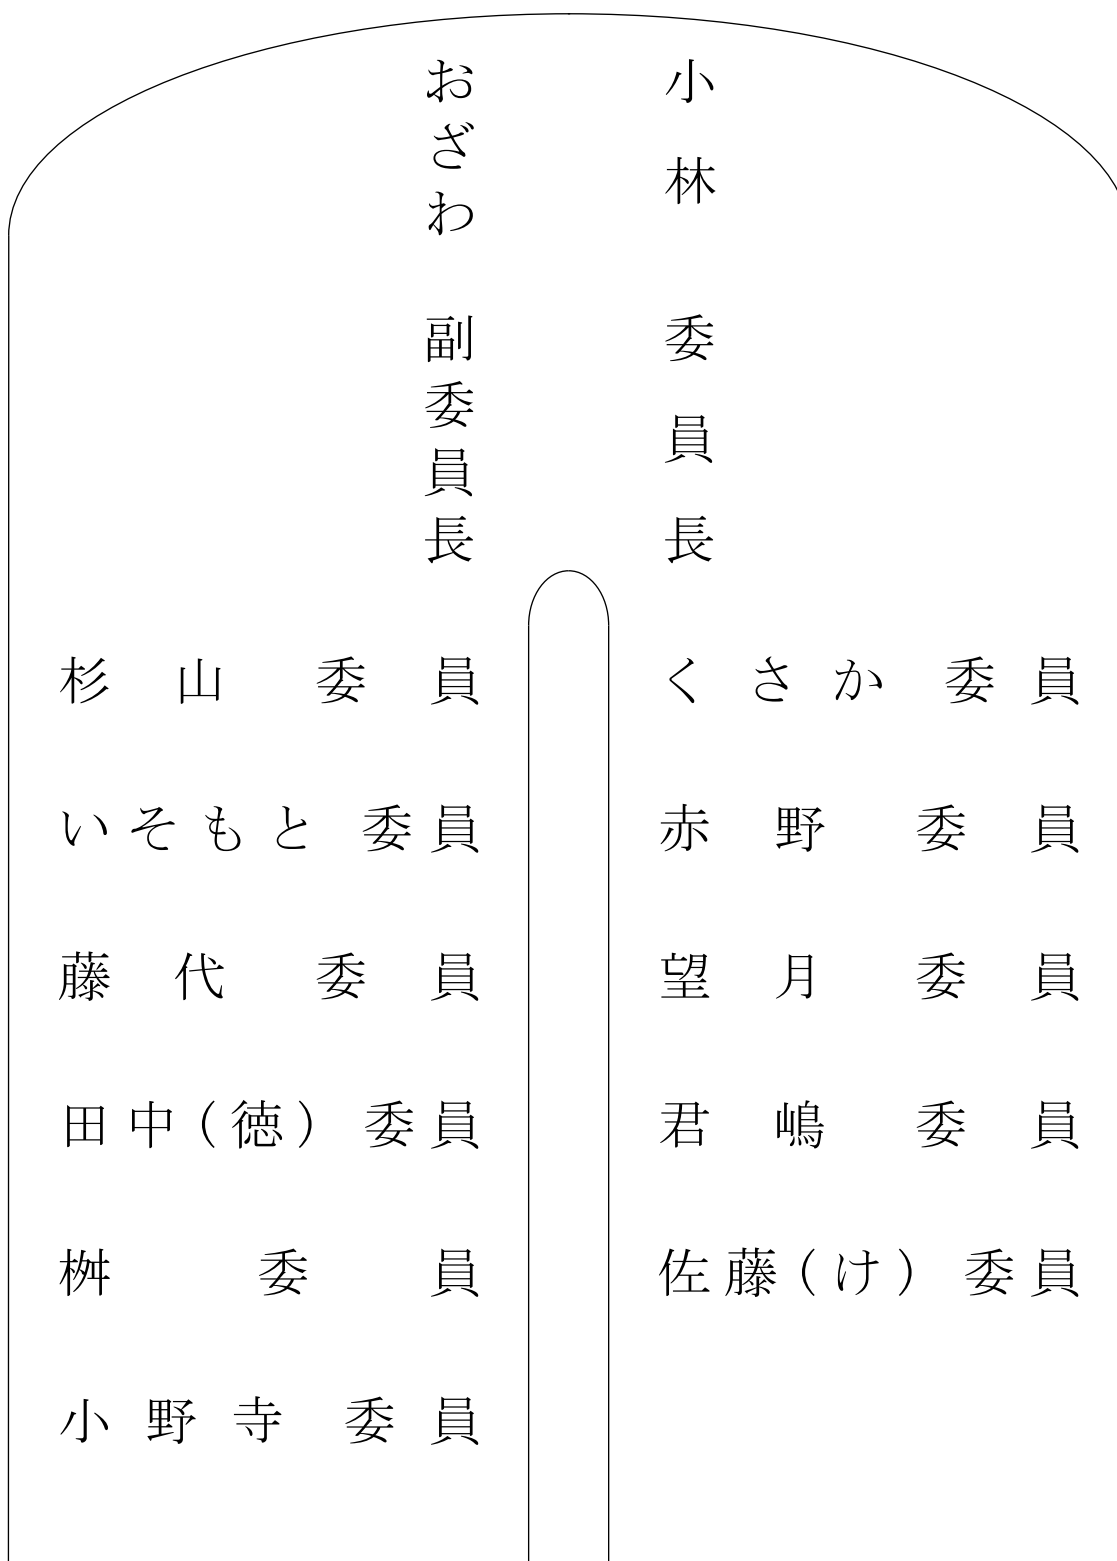 小林 委員長
おざわ 副委員長
杉山委員
くさか委員
いそもと委員
赤野委員
藤代委員
望月委員
田中(徳)委員
君嶋委員
桝委員
佐藤(け)委員
小野寺委員